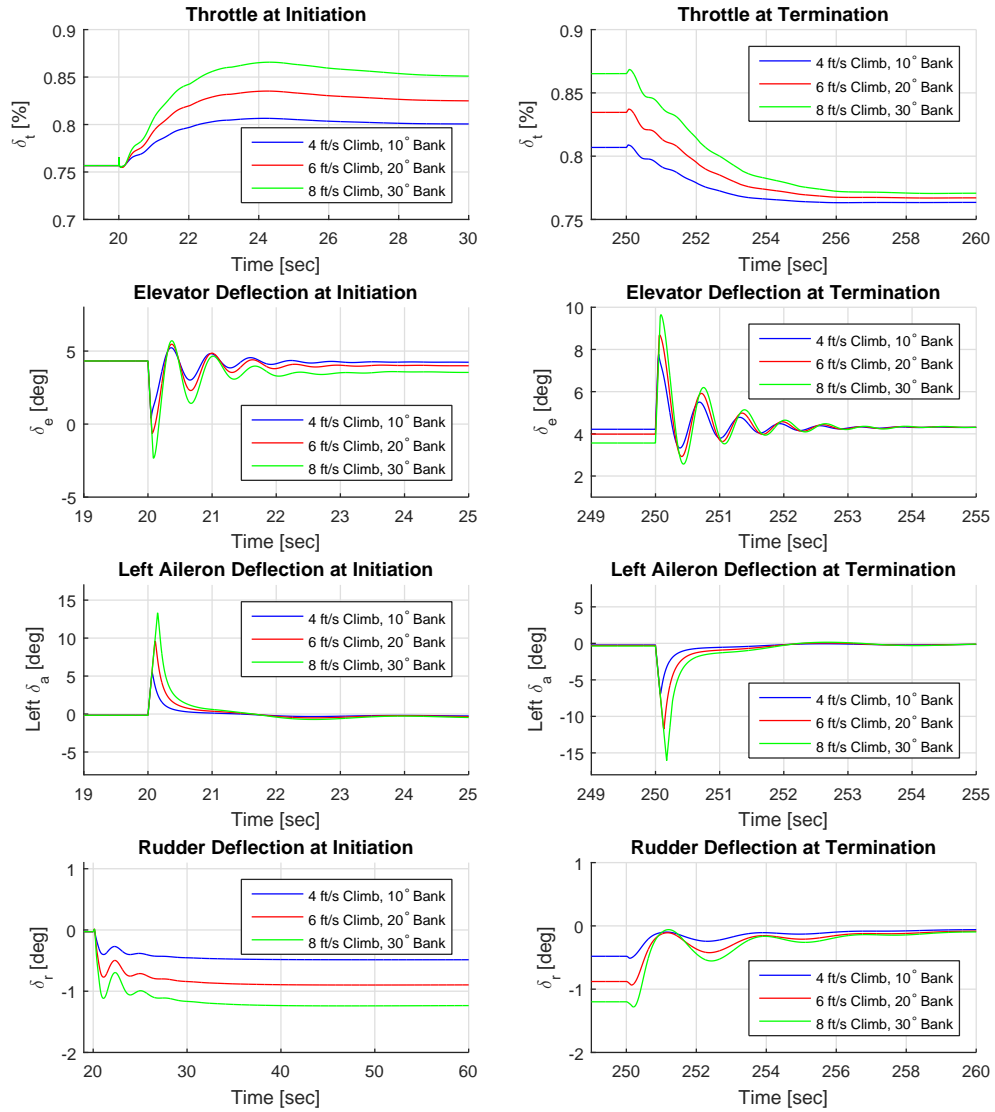 Throttle at Initiation
0.9
0.85
0.8
0.75
0.7
δt [%]
20
22
24
26
28
30
Time [sec]
4 ft/s Climb, 10° Bank
6 ft/s Climb, 20° Bank
8 ft/s Climb, 30° Bank
Throttle at Termination
0.9
0.85
0.8
0.75
δt [%]
250
252
254
256
258
260
Time [sec]
4 ft/s Climb, 10° Bank
6 ft/s Climb, 20° Bank
8 ft/s Climb, 30° Bank
Elevator Deflection at Initiation
5
0
-5
δe [deg]
19
20
21
22
23
24
25
Time [sec]
4 ft/s Climb, 10° Bank
6 ft/s Climb, 20° Bank
8 ft/s Climb, 30° Bank
Elevator Deflection at Termination
10
8
6
4
2
δe [deg]
249
250
251
252
253
254
255
Time [sec]
4 ft/s Climb, 10° Bank
6 ft/s Climb, 20° Bank
8 ft/s Climb, 30° Bank
Left Aileron Deflection at Initiation
15
10
5
0
-5
Left δa [deg]
19
20
21
22
23
24
25
Time [sec]
4 ft/s Climb, 10° Bank
6 ft/s Climb, 20° Bank
8 ft/s Climb, 30° Bank
Left Aileron Deflection at Termination
5
0
-5
-10
-15
Left δa [deg]
249
250
251
252
253
254
255
Time [sec]
4 ft/s Climb, 10° Bank
6 ft/s Climb, 20° Bank
8 ft/s Climb, 30° Bank
Rudder Deflection at Initiation
1
0
-1
-2
δr [deg]
20
30
40
50
60
Time [sec]
4 ft/s Climb, 10° Bank
6 ft/s Climb, 20° Bank
8 ft/s Climb, 30° Bank
Rudder Deflection at Termination
1
0
-1
-2
δr [deg]
250
252
254
256
258
260
Time [sec]
4 ft/s Climb, 10° Bank
6 ft/s Climb, 20° Bank
8 ft/s Climb, 30° Bank